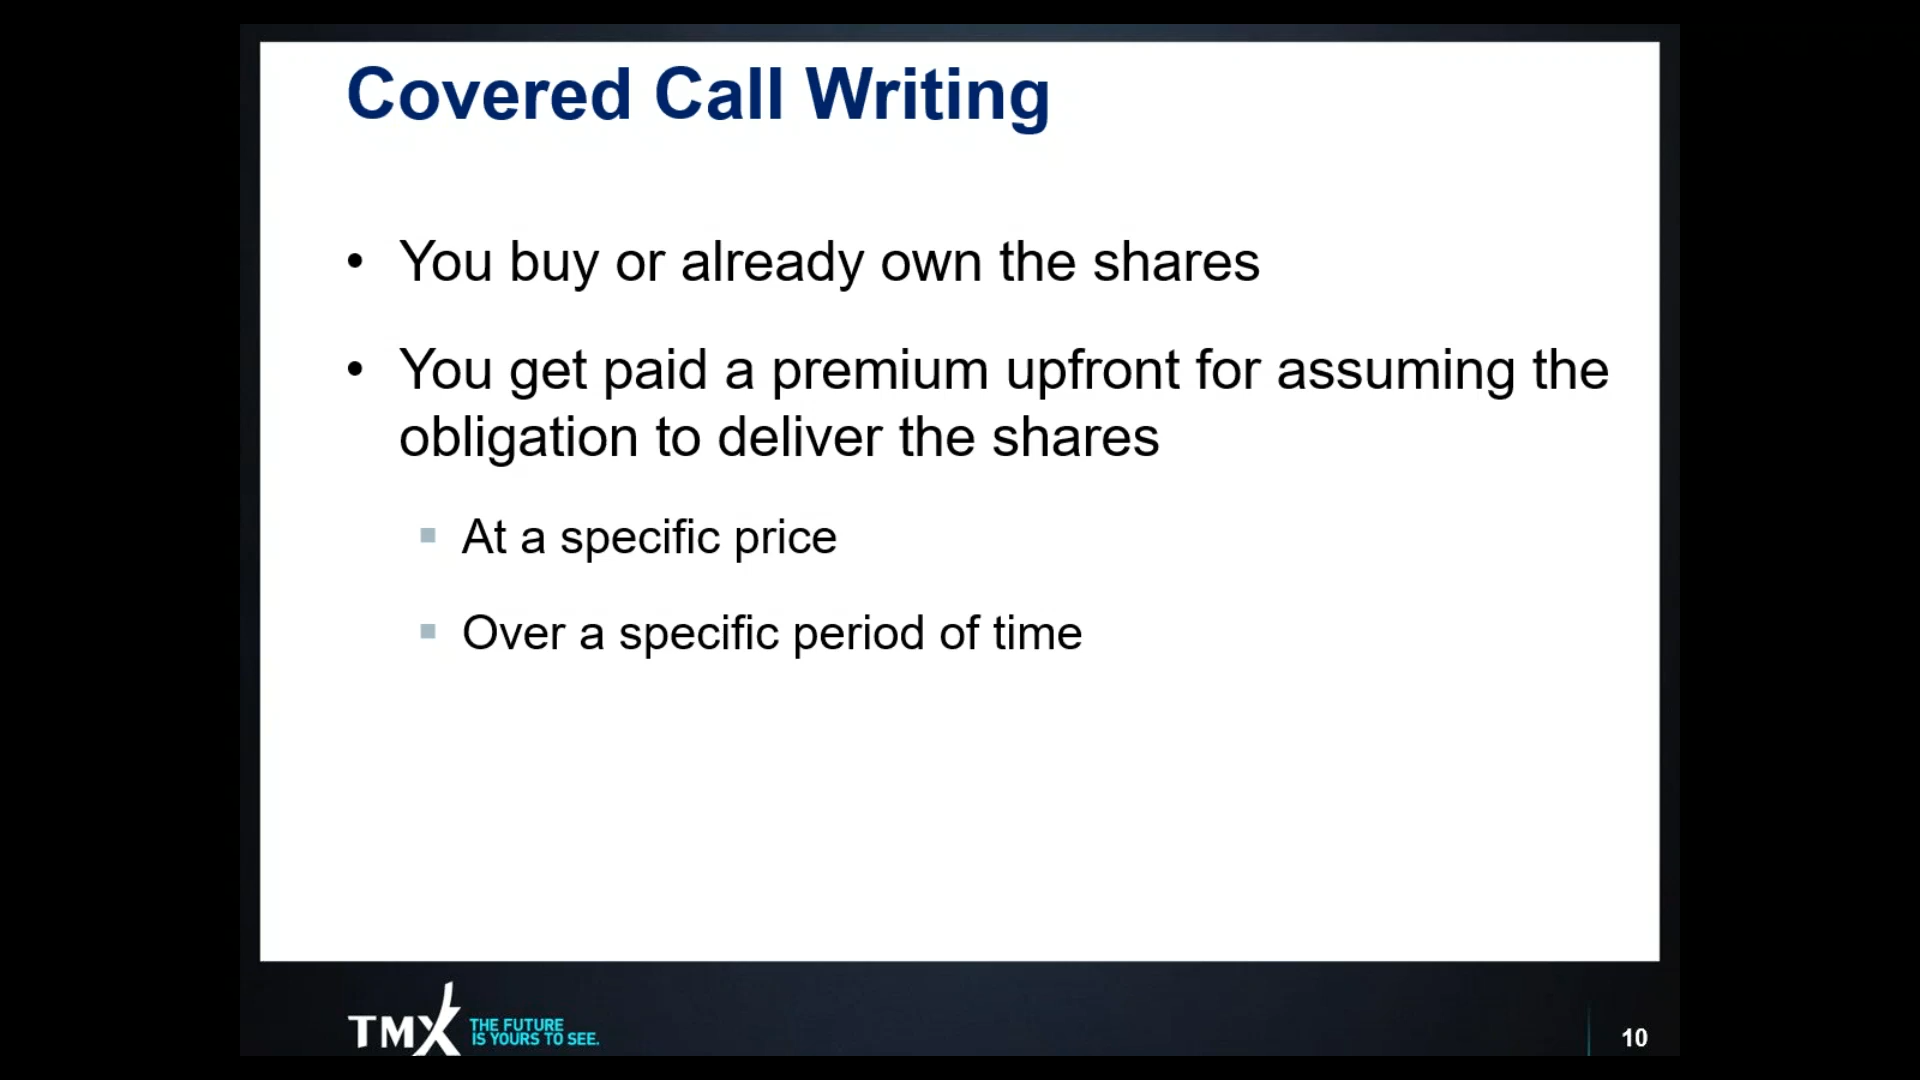 Covered Call Writing
• You buy or already own the shares
• You get paid a premium upfront for assuming the
obligation to deliver the shares
▪ At a specific price
▪ Over a specific period of time
TMX THE FUTURE
IS YOURS TO SEE.
10